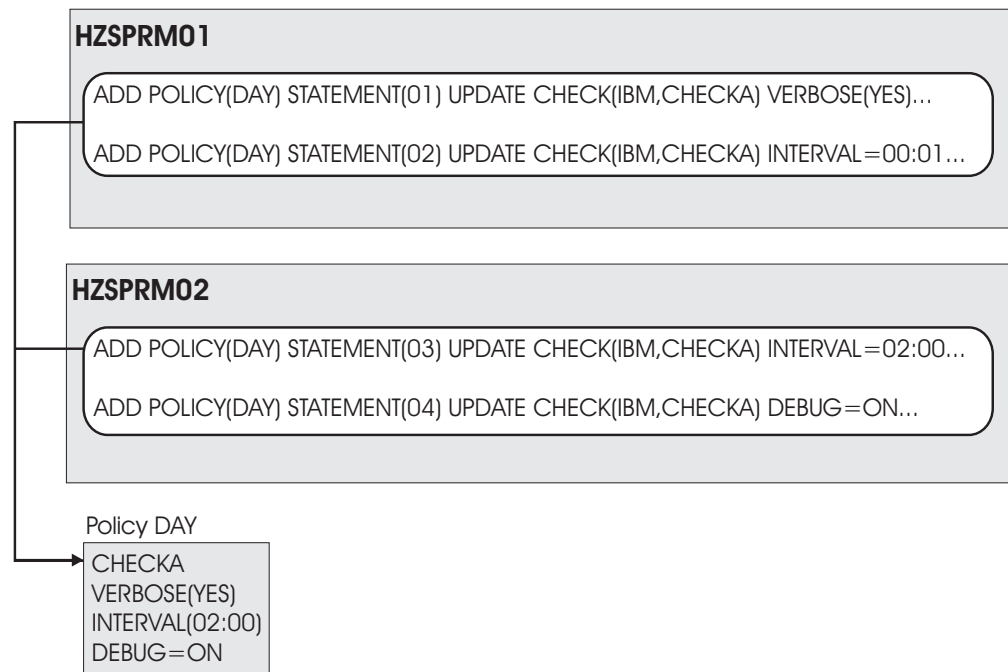 HZSPRM01
ADD POLICY(DAY) STATEMENT(01) UPDATE CHECK(IBM,CHECKA) VERBOSE(YES)...
ADD POLICY(DAY) STATEMENT(02) UPDATE CHECK(IBM,CHECKA) INTERVAL=00:01...
HZSPRM02
ADD POLICY(DAY) STATEMENT(03) UPDATE CHECK(IBM,CHECKA) INTERVAL=02:00...
ADD POLICY(DAY) STATEMENT(04) UPDATE CHECK(IBM,CHECKA) DEBUG=ON...
Policy DAY
CHECKA
VERBOSE(YES)
INTERVAL(02:00)
DEBUG=ON